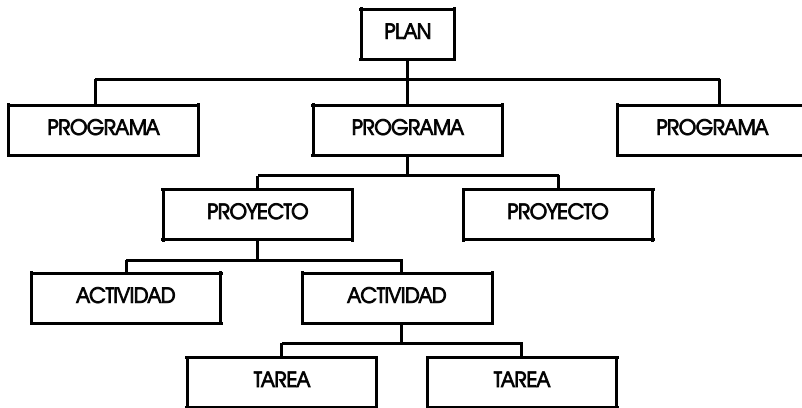 PLAN
PROGRAMA
PROGRAMA
PROGRAMA
PROYECTO
PROYECTO
ACTIVIDAD
ACTIVIDAD
TAREA
TAREA